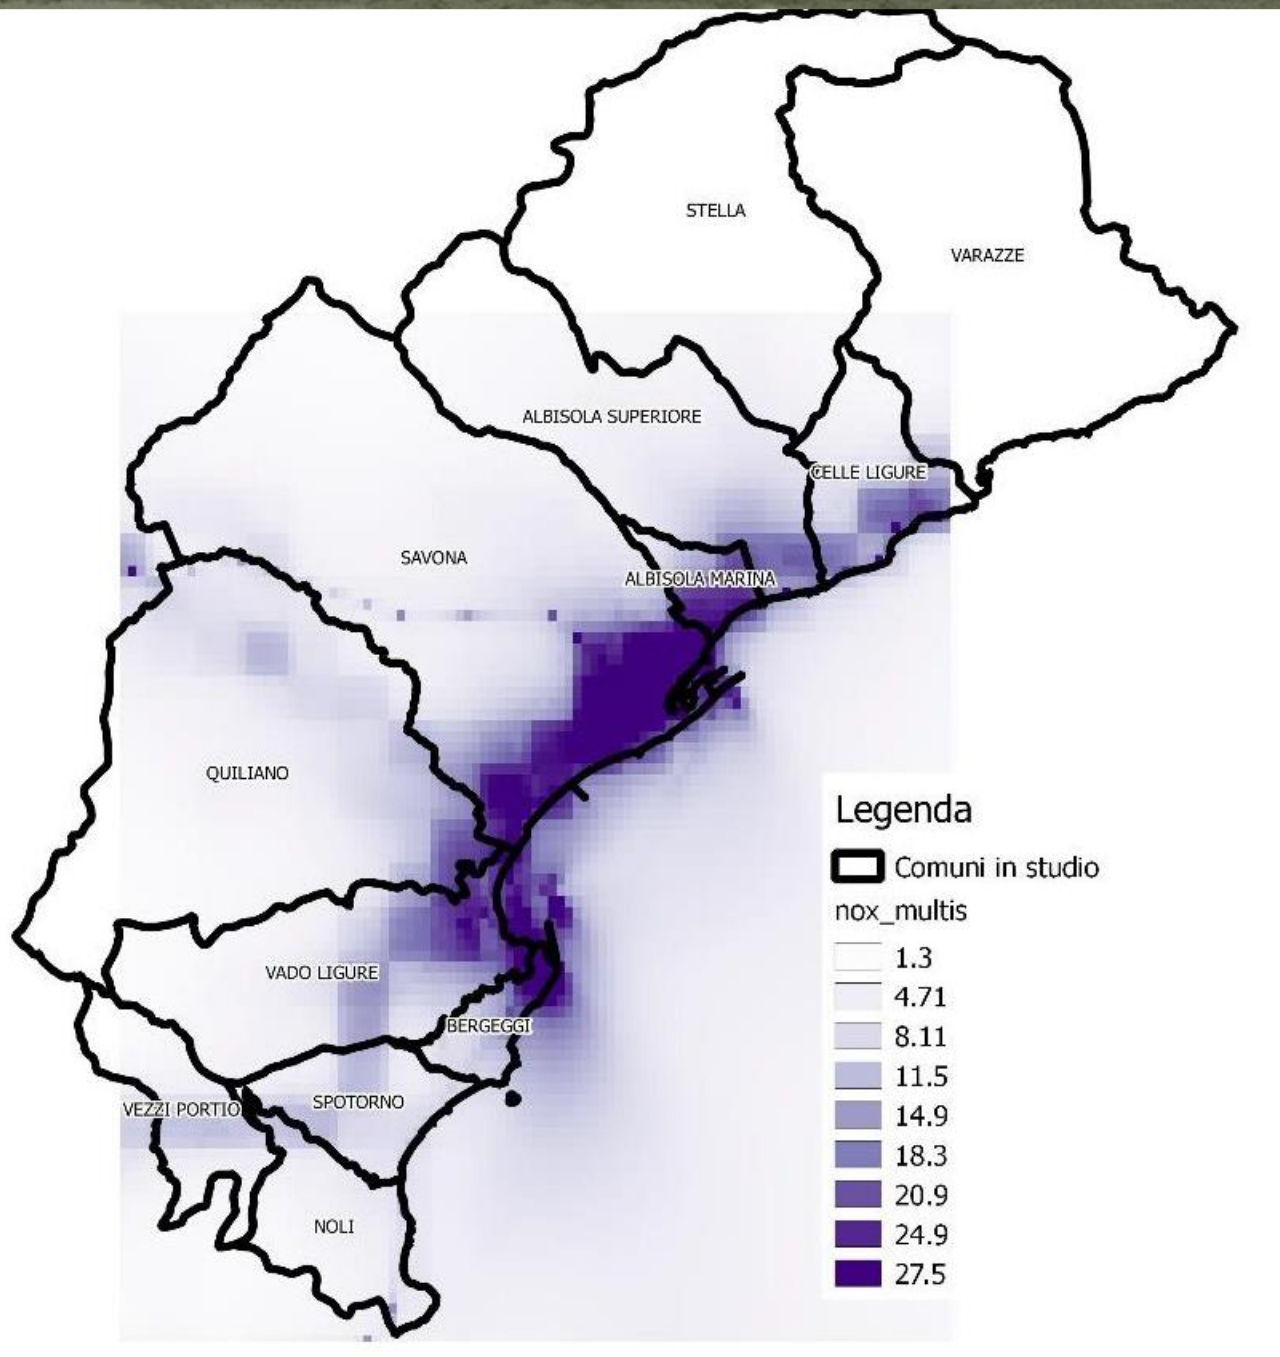 STELLA
VARAZZE
ALBISOLA SUPERIORE
CELLE LIGURE
SAVONA
ALBISOLA MARINA
QUILIANO
VADO LIGURE
BERGEGGI
VEZZI PORTIO
SPOTORNO
NOLI
Legenda
Comuni in studio
nox_multis
1.3
4.71
8.11
11.5
14.9
18.3
20.9
24.9
27.5